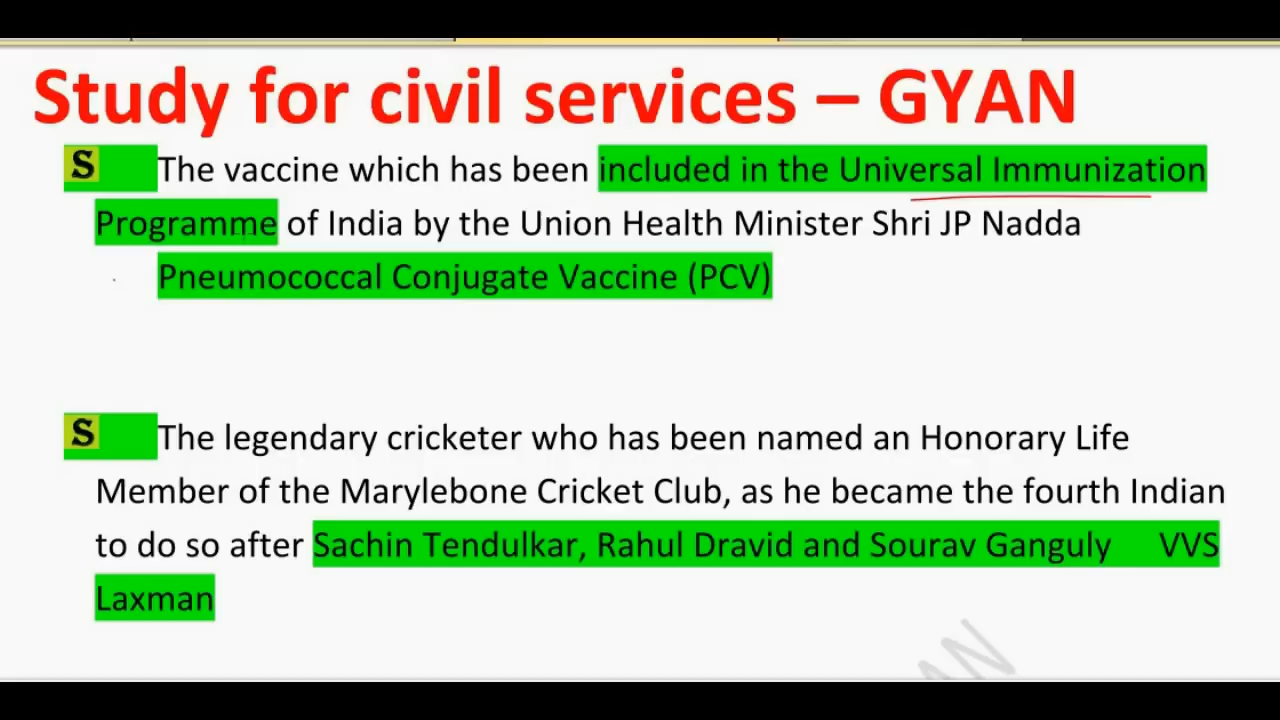 Study for civil services – GYAN
S The vaccine which has been included in the Universal Immunization
Programme of India by the Union Health Minister Shri JP Nadda
Pneumococcal Conjugate Vaccine (PCV)
S The legendary cricketer who has been named an Honorary Life
Member of the Marylebone Cricket Club, as he became the fourth Indian
to do so after Sachin Tendulkar, Rahul Dravid and Sourav Ganguly VVS
Laxman